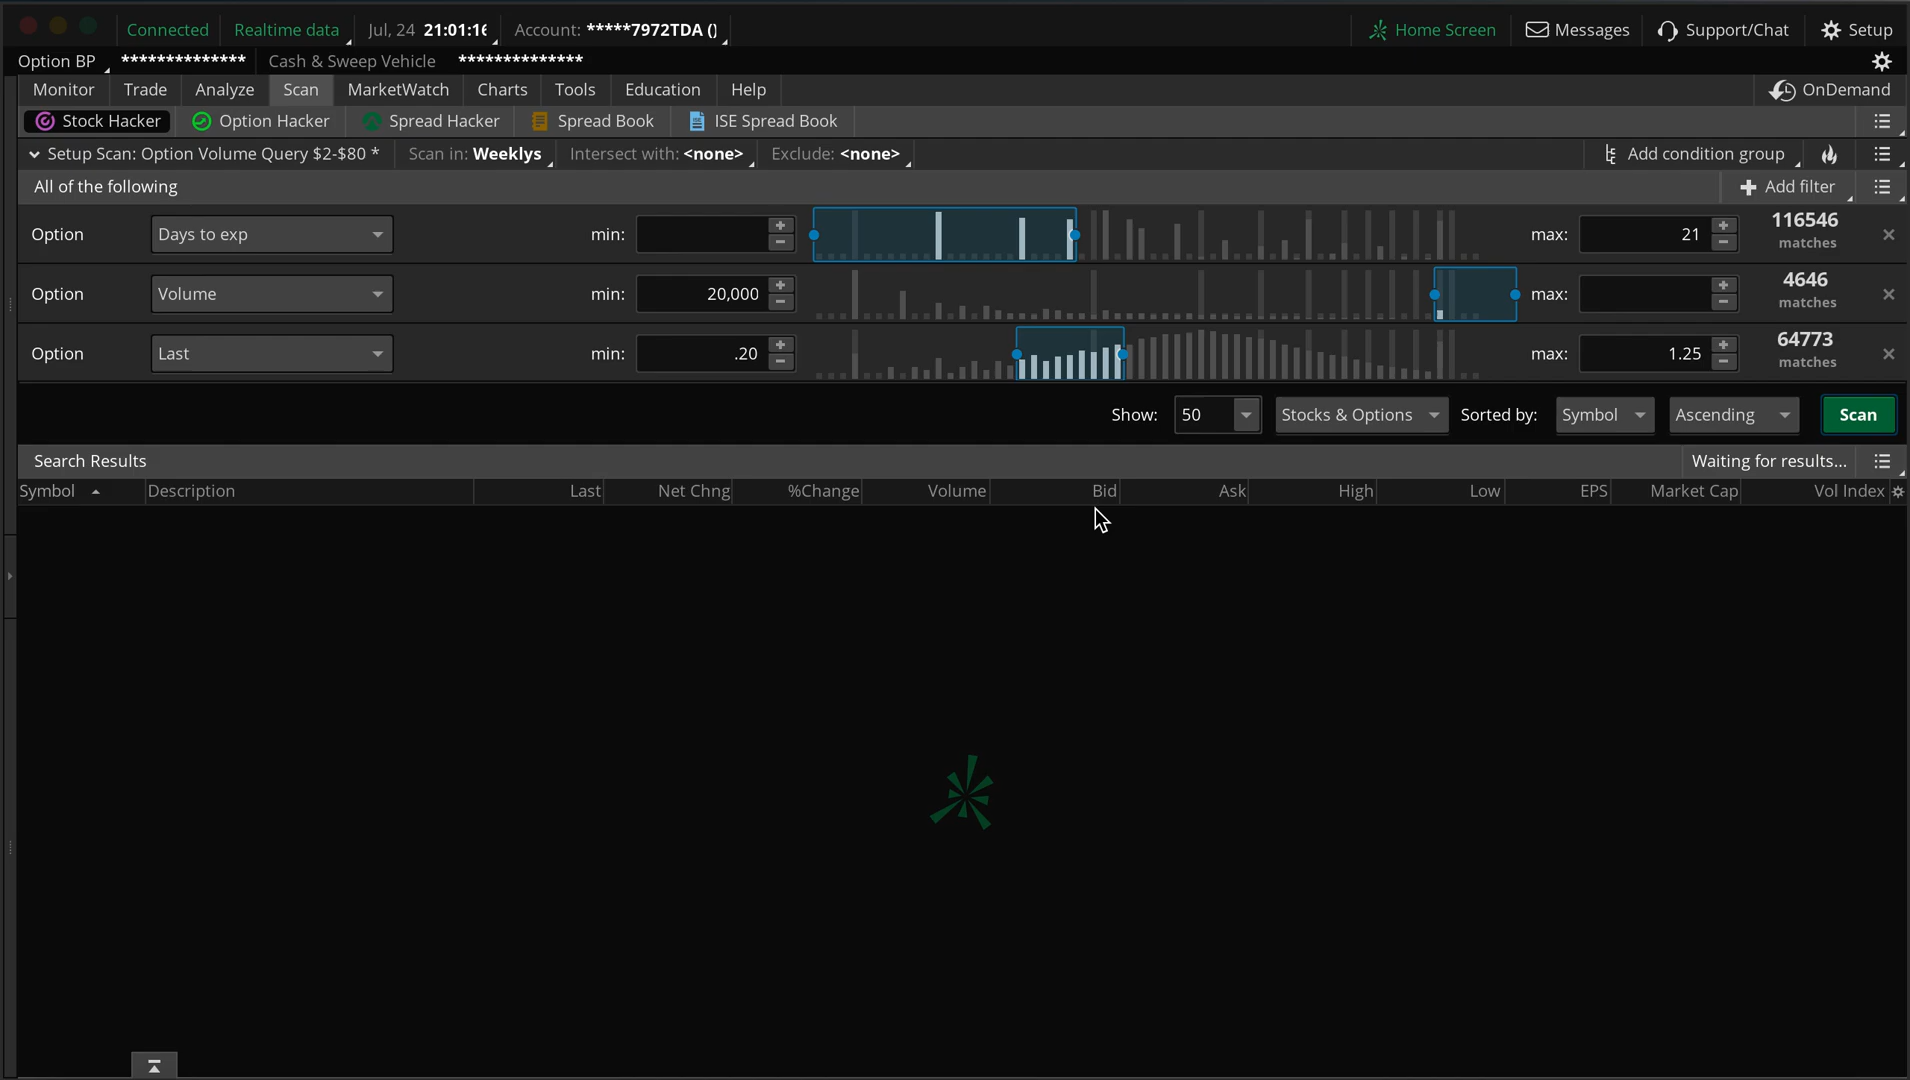 Connected Realtime data Jul, 24 21:01:16 Account: *****7972TDA () Home Screen Messages Support/Chat Setup
Option BP ************** Cash & Sweep Vehicle **************
Monitor Trade Analyze Scan MarketWatch Charts Tools Education Help OnDemand
Stock Hacker Option Hacker Spread Hacker Spread Book ISE Spread Book
Setup Scan: Option Volume Query $2-$80 * Scan in: Weeklys Intersect with: <none> Exclude: <none> Add condition group
All of the following Add filter
Option Days to exp min: max: 21 116546 matches
Option Volume min: 20,000 max: 4646 matches
Option Last min: .20 max: 1.25 64773 matches
Show: 50 Stocks & Options Sorted by: Symbol Ascending Scan
Search Results Waiting for results...
Symbol Description Last Net Chng %Change Volume Bid Ask High Low EPS Market Cap Vol Index